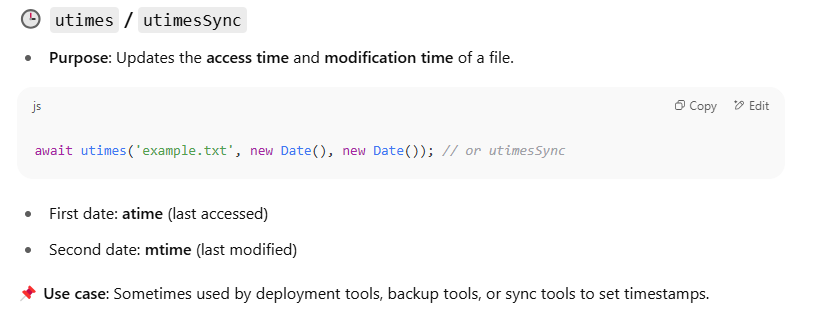 🕒 utimes / utimesSync
• Purpose: Updates the access time and modification time of a file.
js
Copy Edit
await utimes('example.txt', new Date(), new Date()); // or utimesSync
• First date: atime (last accessed)
• Second date: mtime (last modified)
📌 Use case: Sometimes used by deployment tools, backup tools, or sync tools to set timestamps.